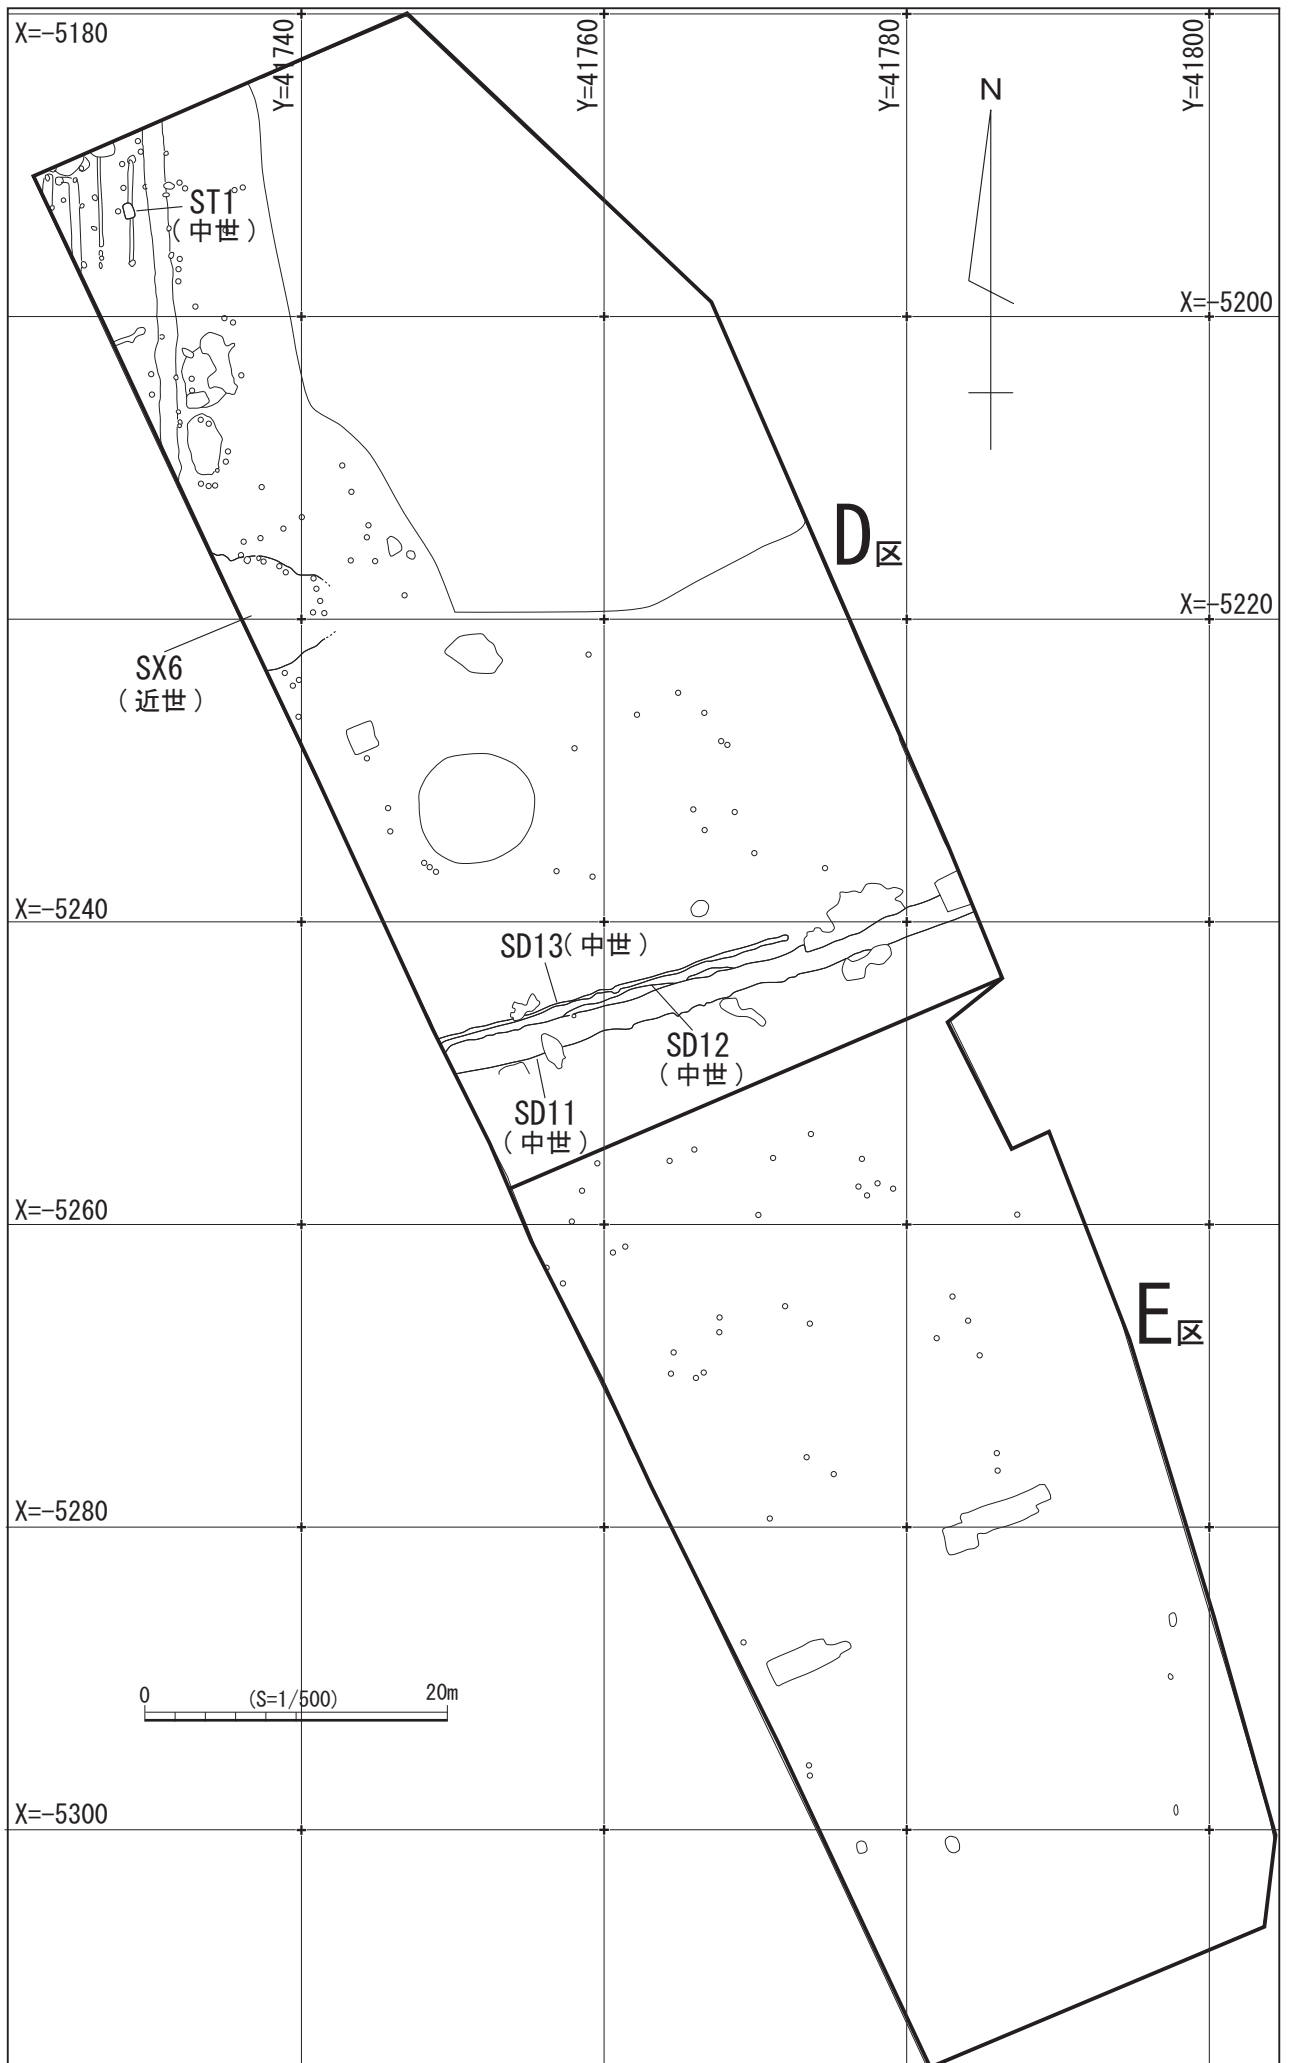 X=-5180
Y=41740
Y=41760
Y=41780
Y=41800
N
ST1
(中世)
X=-5200
D区
X=-5220
SX6
(近世)
X=-5240
SD13(中世)
SD12
(中世)
SD11
(中世)
X=-5260
E区
X=-5280
0 (S=1/500) 20m
X=-5300